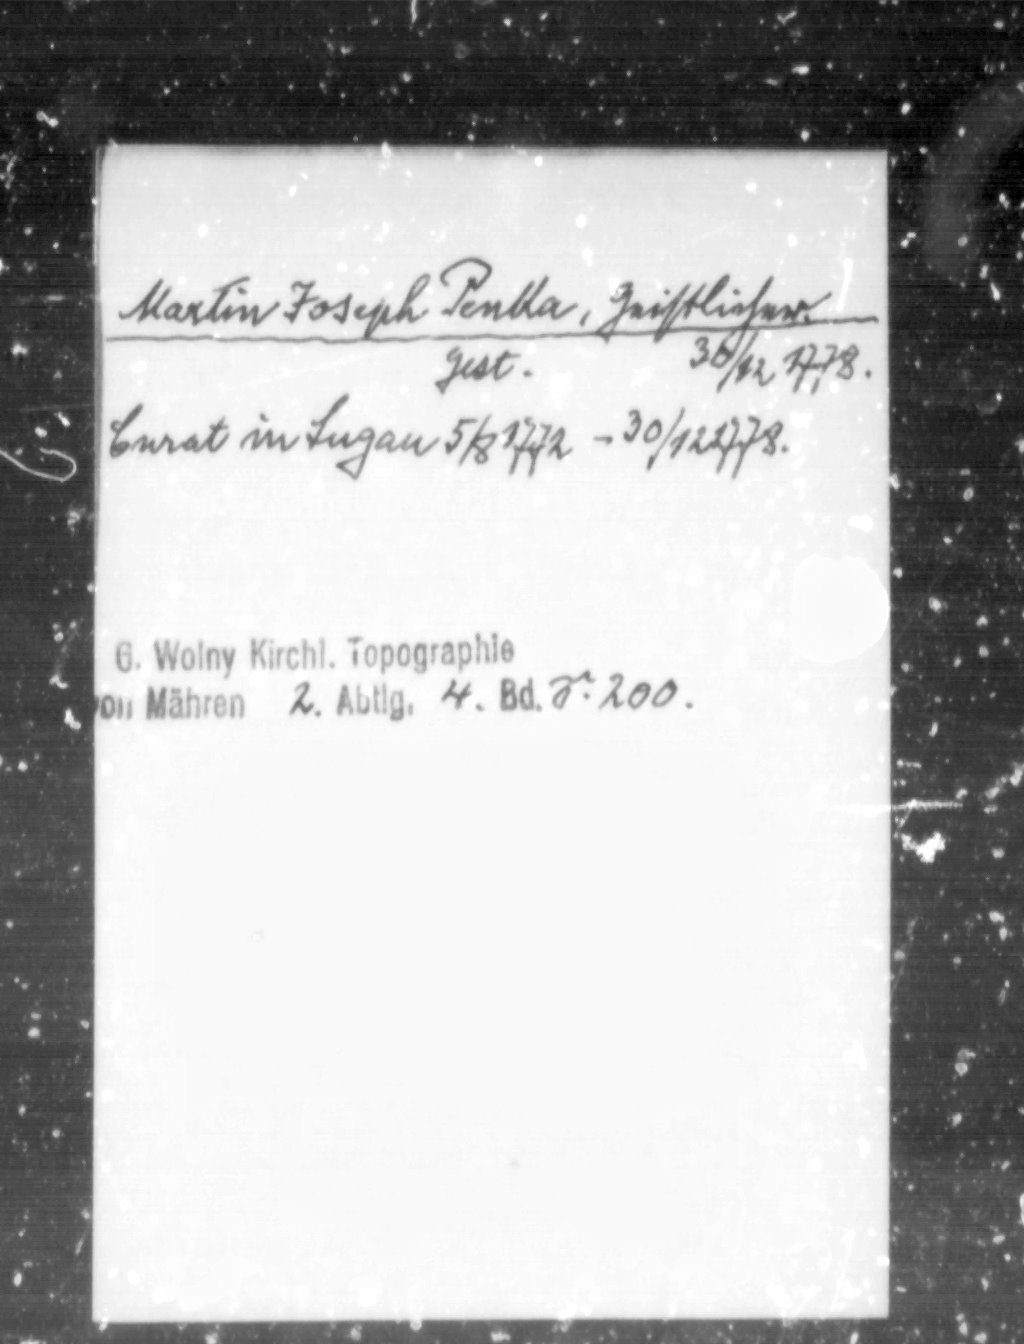 Martin Joseph Penka, Geistlicher.
gest. 30/12 1778.
Curat in Lugau 5/8 1772 - 30/12 1778.
G. Wolny Kirchl. Topographie
von Mähren 2. Abtlg. 4. Bd. S. 200.